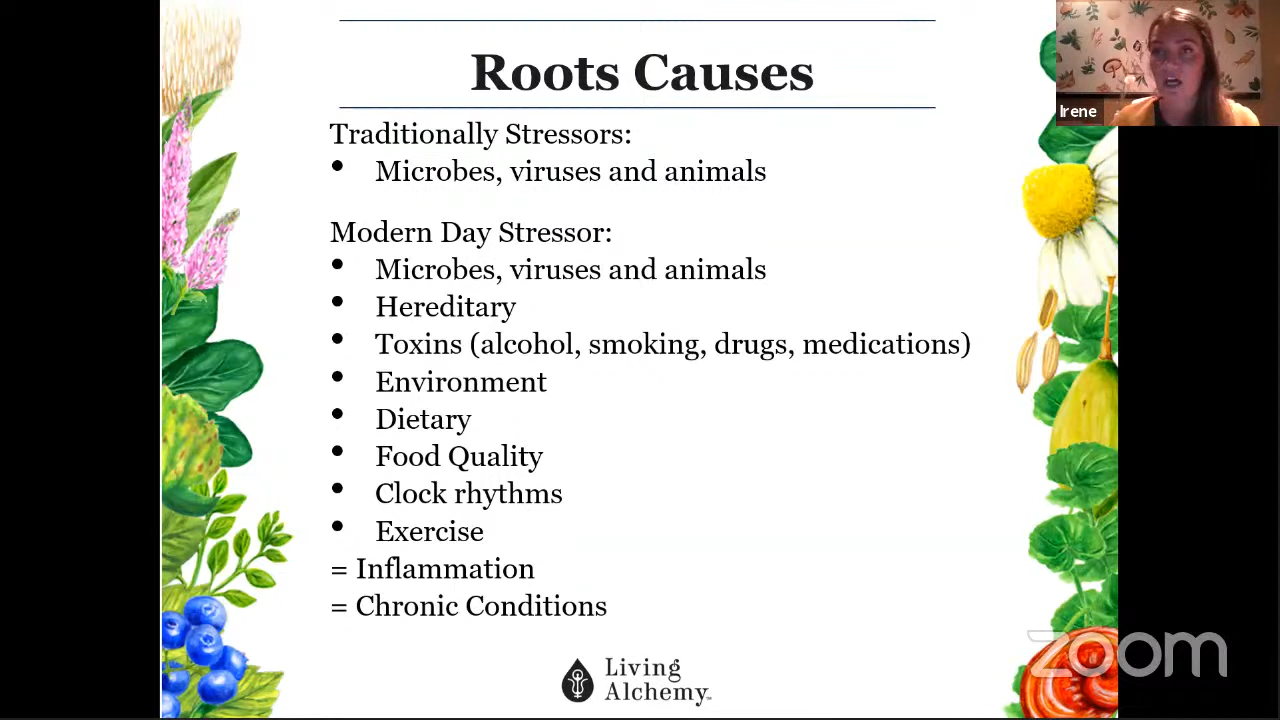 Roots Causes
Irene
Traditionally Stressors:
• Microbes, viruses and animals
Modern Day Stressor:
• Microbes, viruses and animals
• Hereditary
• Toxins (alcohol, smoking, drugs, medications)
• Environment
• Dietary
• Food Quality
• Clock rhythms
• Exercise
= Inflammation
= Chronic Conditions
Living
Alchemy™
zoom